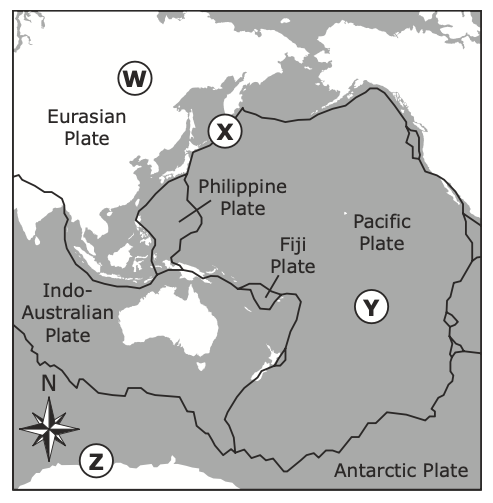 W
Eurasian
Plate
X
Philippine
Plate
Pacific
Plate
Fiji
Plate
Indo-
Australian
Plate
Y
N
Z
Antarctic Plate